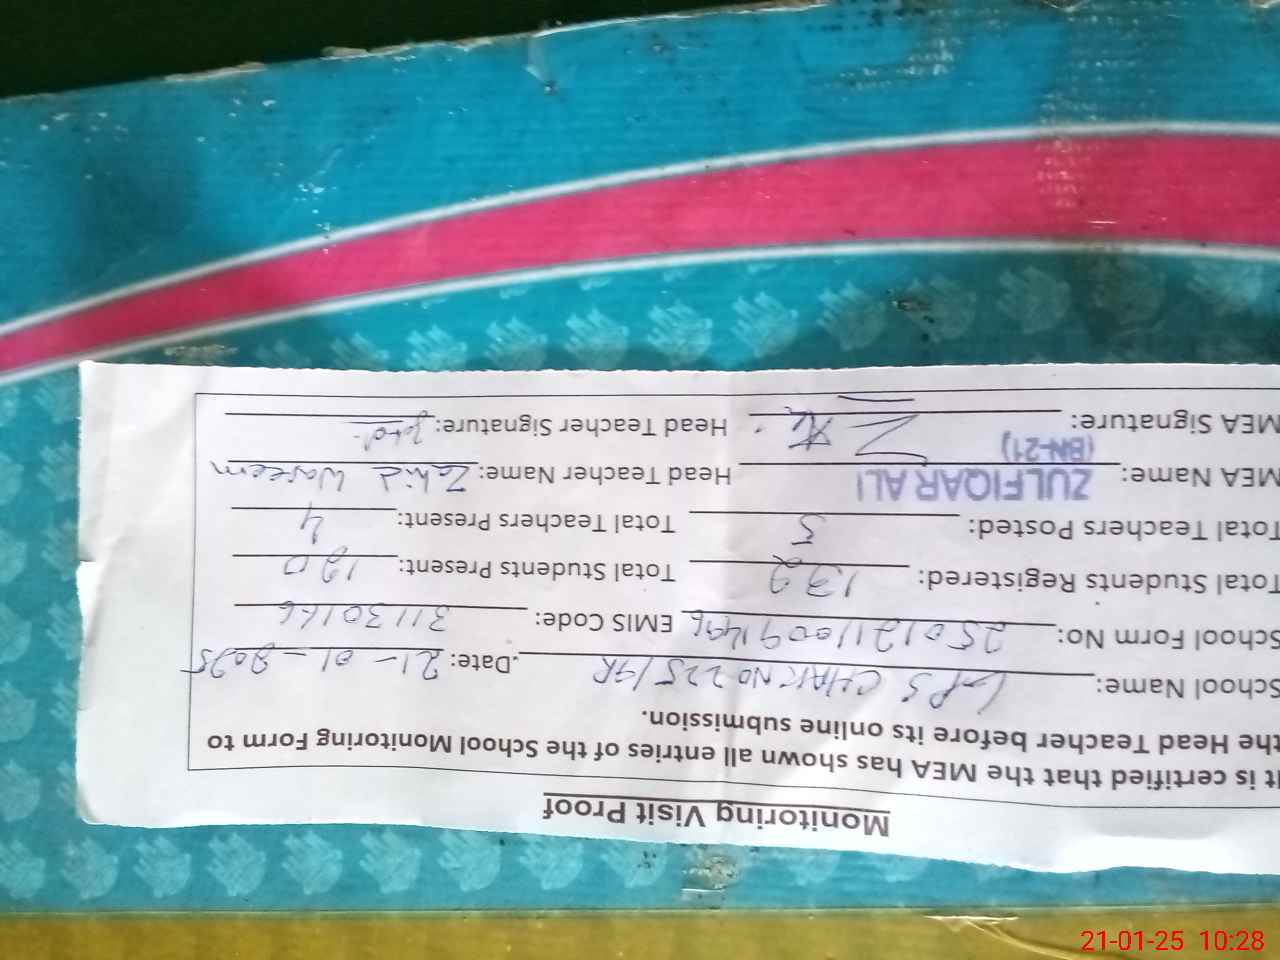 Monitoring Visit Proof
It is certified that the MEA has shown all entries of the School Monitoring Form to
the Head Teacher before its online submission.
School Name: GPS CHAK NO 225/9R Date: 21-01-2025
School Form No: EMIS Code: 31130166
Total Students Registered: 132 Total Students Present: 120
Total Teachers Posted: 5 Total Teachers Present: 4
MEA Name: ZULFIQAR ALI (BN-21) Head Teacher Name: Zahid Waseem
MEA Signature: Head Teacher Signature:
21-01-25 10:28